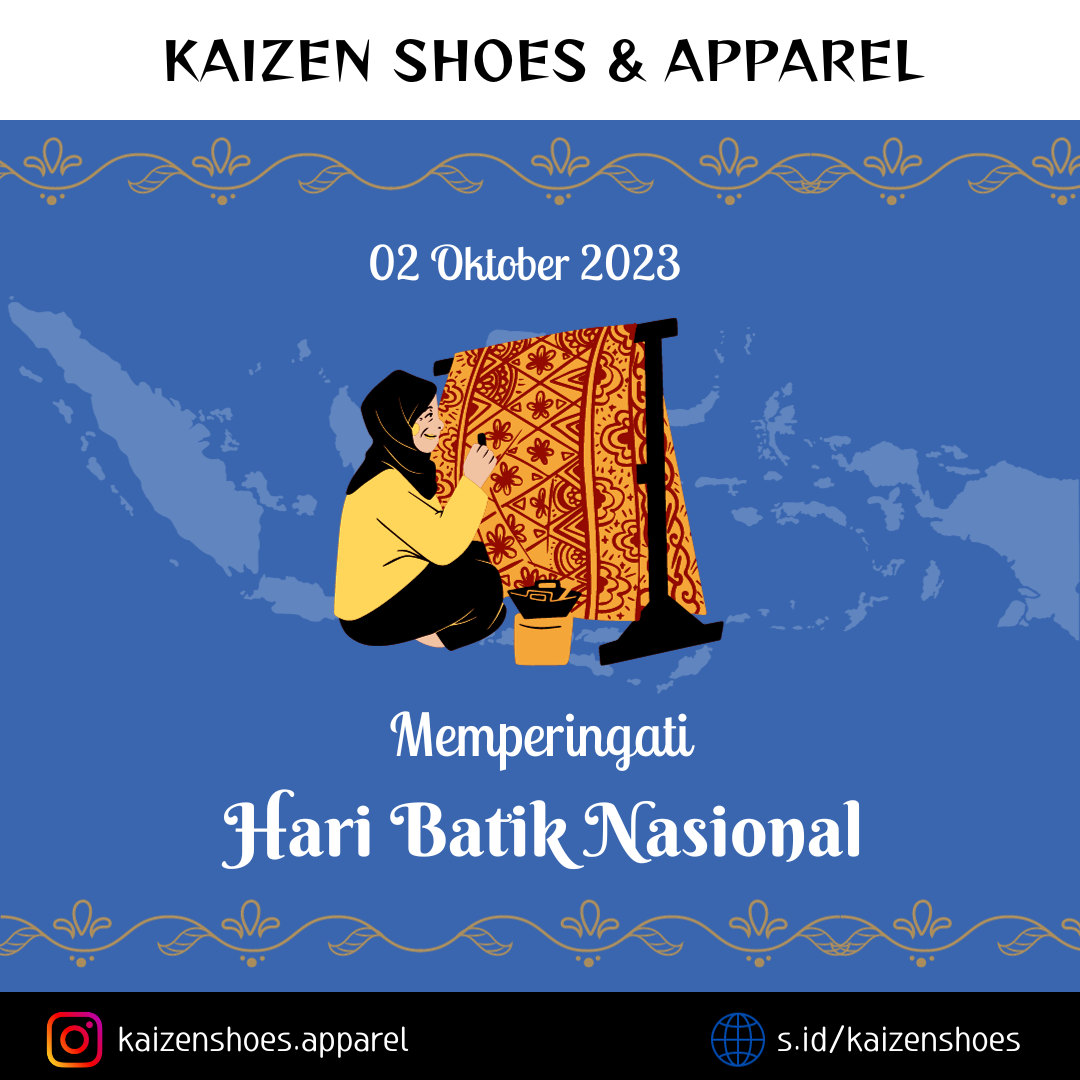 KAIZEN SHOES & APPAREL
02 Oktober 2023
Memperingati
Hari Batik Nasional
kaizenshoes.apparel
s.id/kaizenshoes